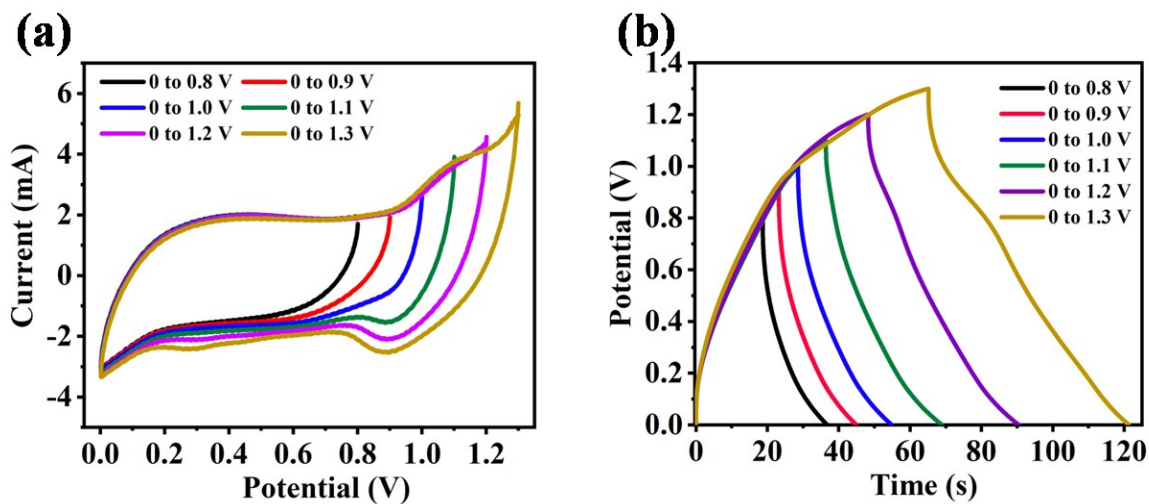 (a)
0 to 0.8 V 0 to 0.9 V
0 to 1.0 V 0 to 1.1 V
0 to 1.2 V 0 to 1.3 V
Current (mA)
6
4
2
0
-2
-4
0.0 0.2 0.4 0.6 0.8 1.0 1.2
Potential (V)
(b)
0 to 0.8 V
0 to 0.9 V
0 to 1.0 V
0 to 1.1 V
0 to 1.2 V
0 to 1.3 V
Potential (V)
1.4
1.2
1.0
0.8
0.6
0.4
0.2
0.0
0 20 40 60 80 100 120
Time (s)